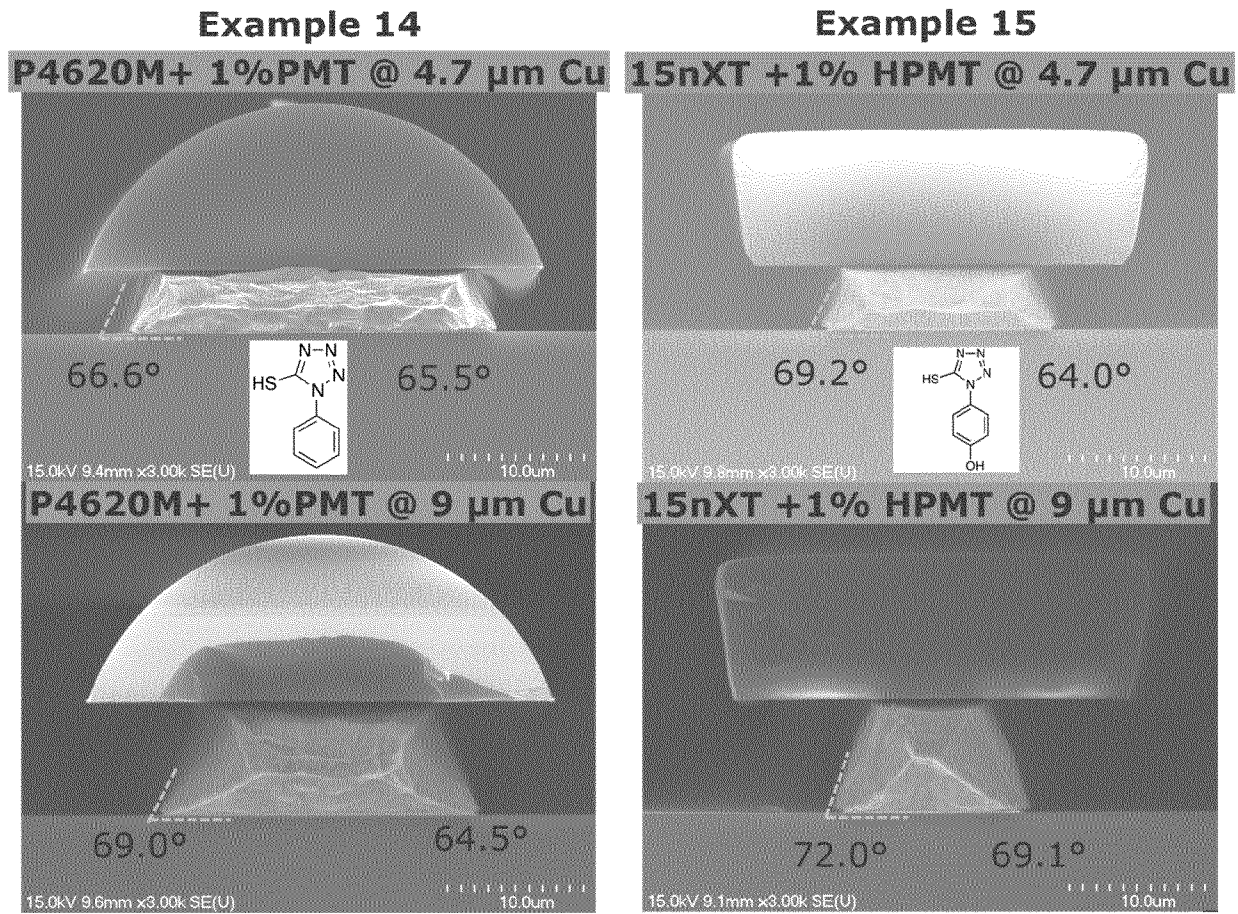 Example 14
P4620M+ 1%PMT @ 4.7 µm Cu
66.6°
65.5°
N N
N
HS
N
15.0kV 9.4mm x3.00k SE(U)
10.0um
Example 15
15nXT +1% HPMT @ 4.7 µm Cu
69.2°
64.0°
N N
N
HS
N
OH
15.0kV 9.8mm x3.00k SE(U)
10.0um
P4620M+ 1%PMT @ 9 µm Cu
69.0°
64.5°
15.0kV 9.6mm x3.00k SE(U)
10.0um
15nXT +1% HPMT @ 9 µm Cu
72.0°
69.1°
15.0kV 9.1mm x3.00k SE(U)
10.0um